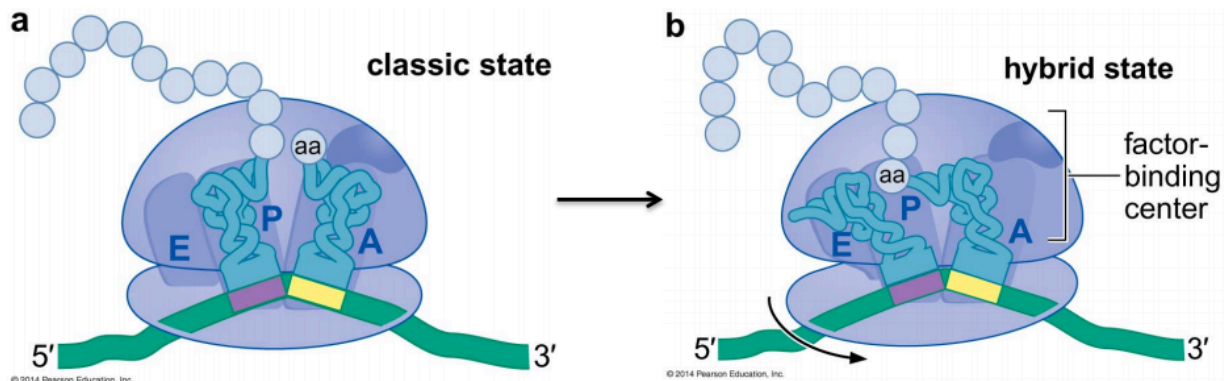 a
classic state
aa
E
P
A
5′
3′
© 2014 Pearson Education, Inc.
b
hybrid state
factor-
binding
center
aa
E
P
A
5′
3′
© 2014 Pearson Education, Inc.